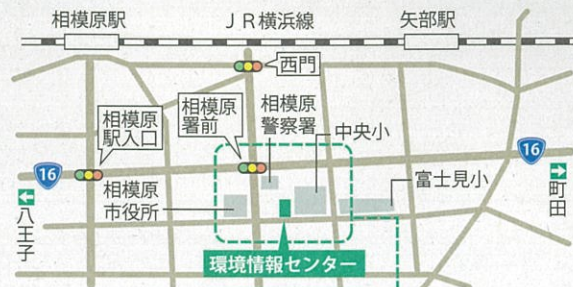 相模原駅
JR横浜線
矢部駅
西門
相模原
駅入口
相模原
署前
相模原
警察署
中央小
16
16
相模原
市役所
富士見小
八王子
町田
環境情報センター